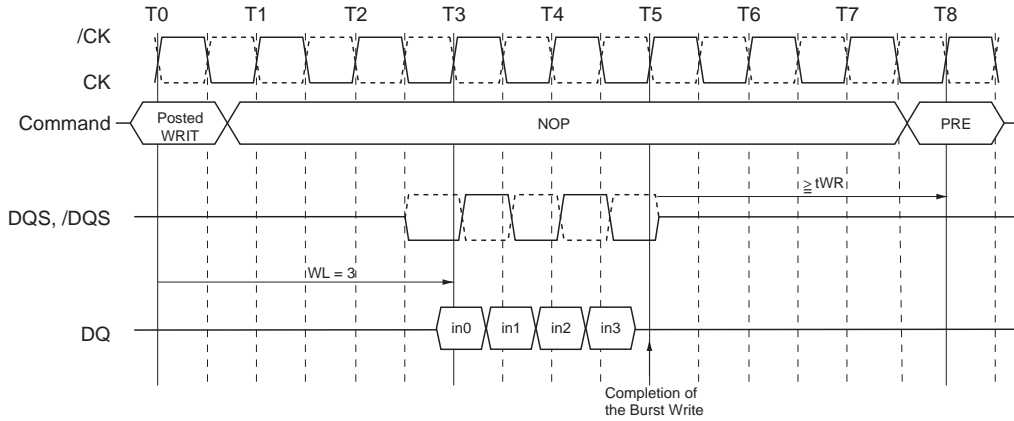 T0 T1 T2 T3 T4 T5 T6 T7 T8
/CK
CK
Command
Posted
WRIT
NOP
PRE
≧ tWR
DQS, /DQS
WL = 3
DQ
in0 in1 in2 in3
Completion of
the Burst Write